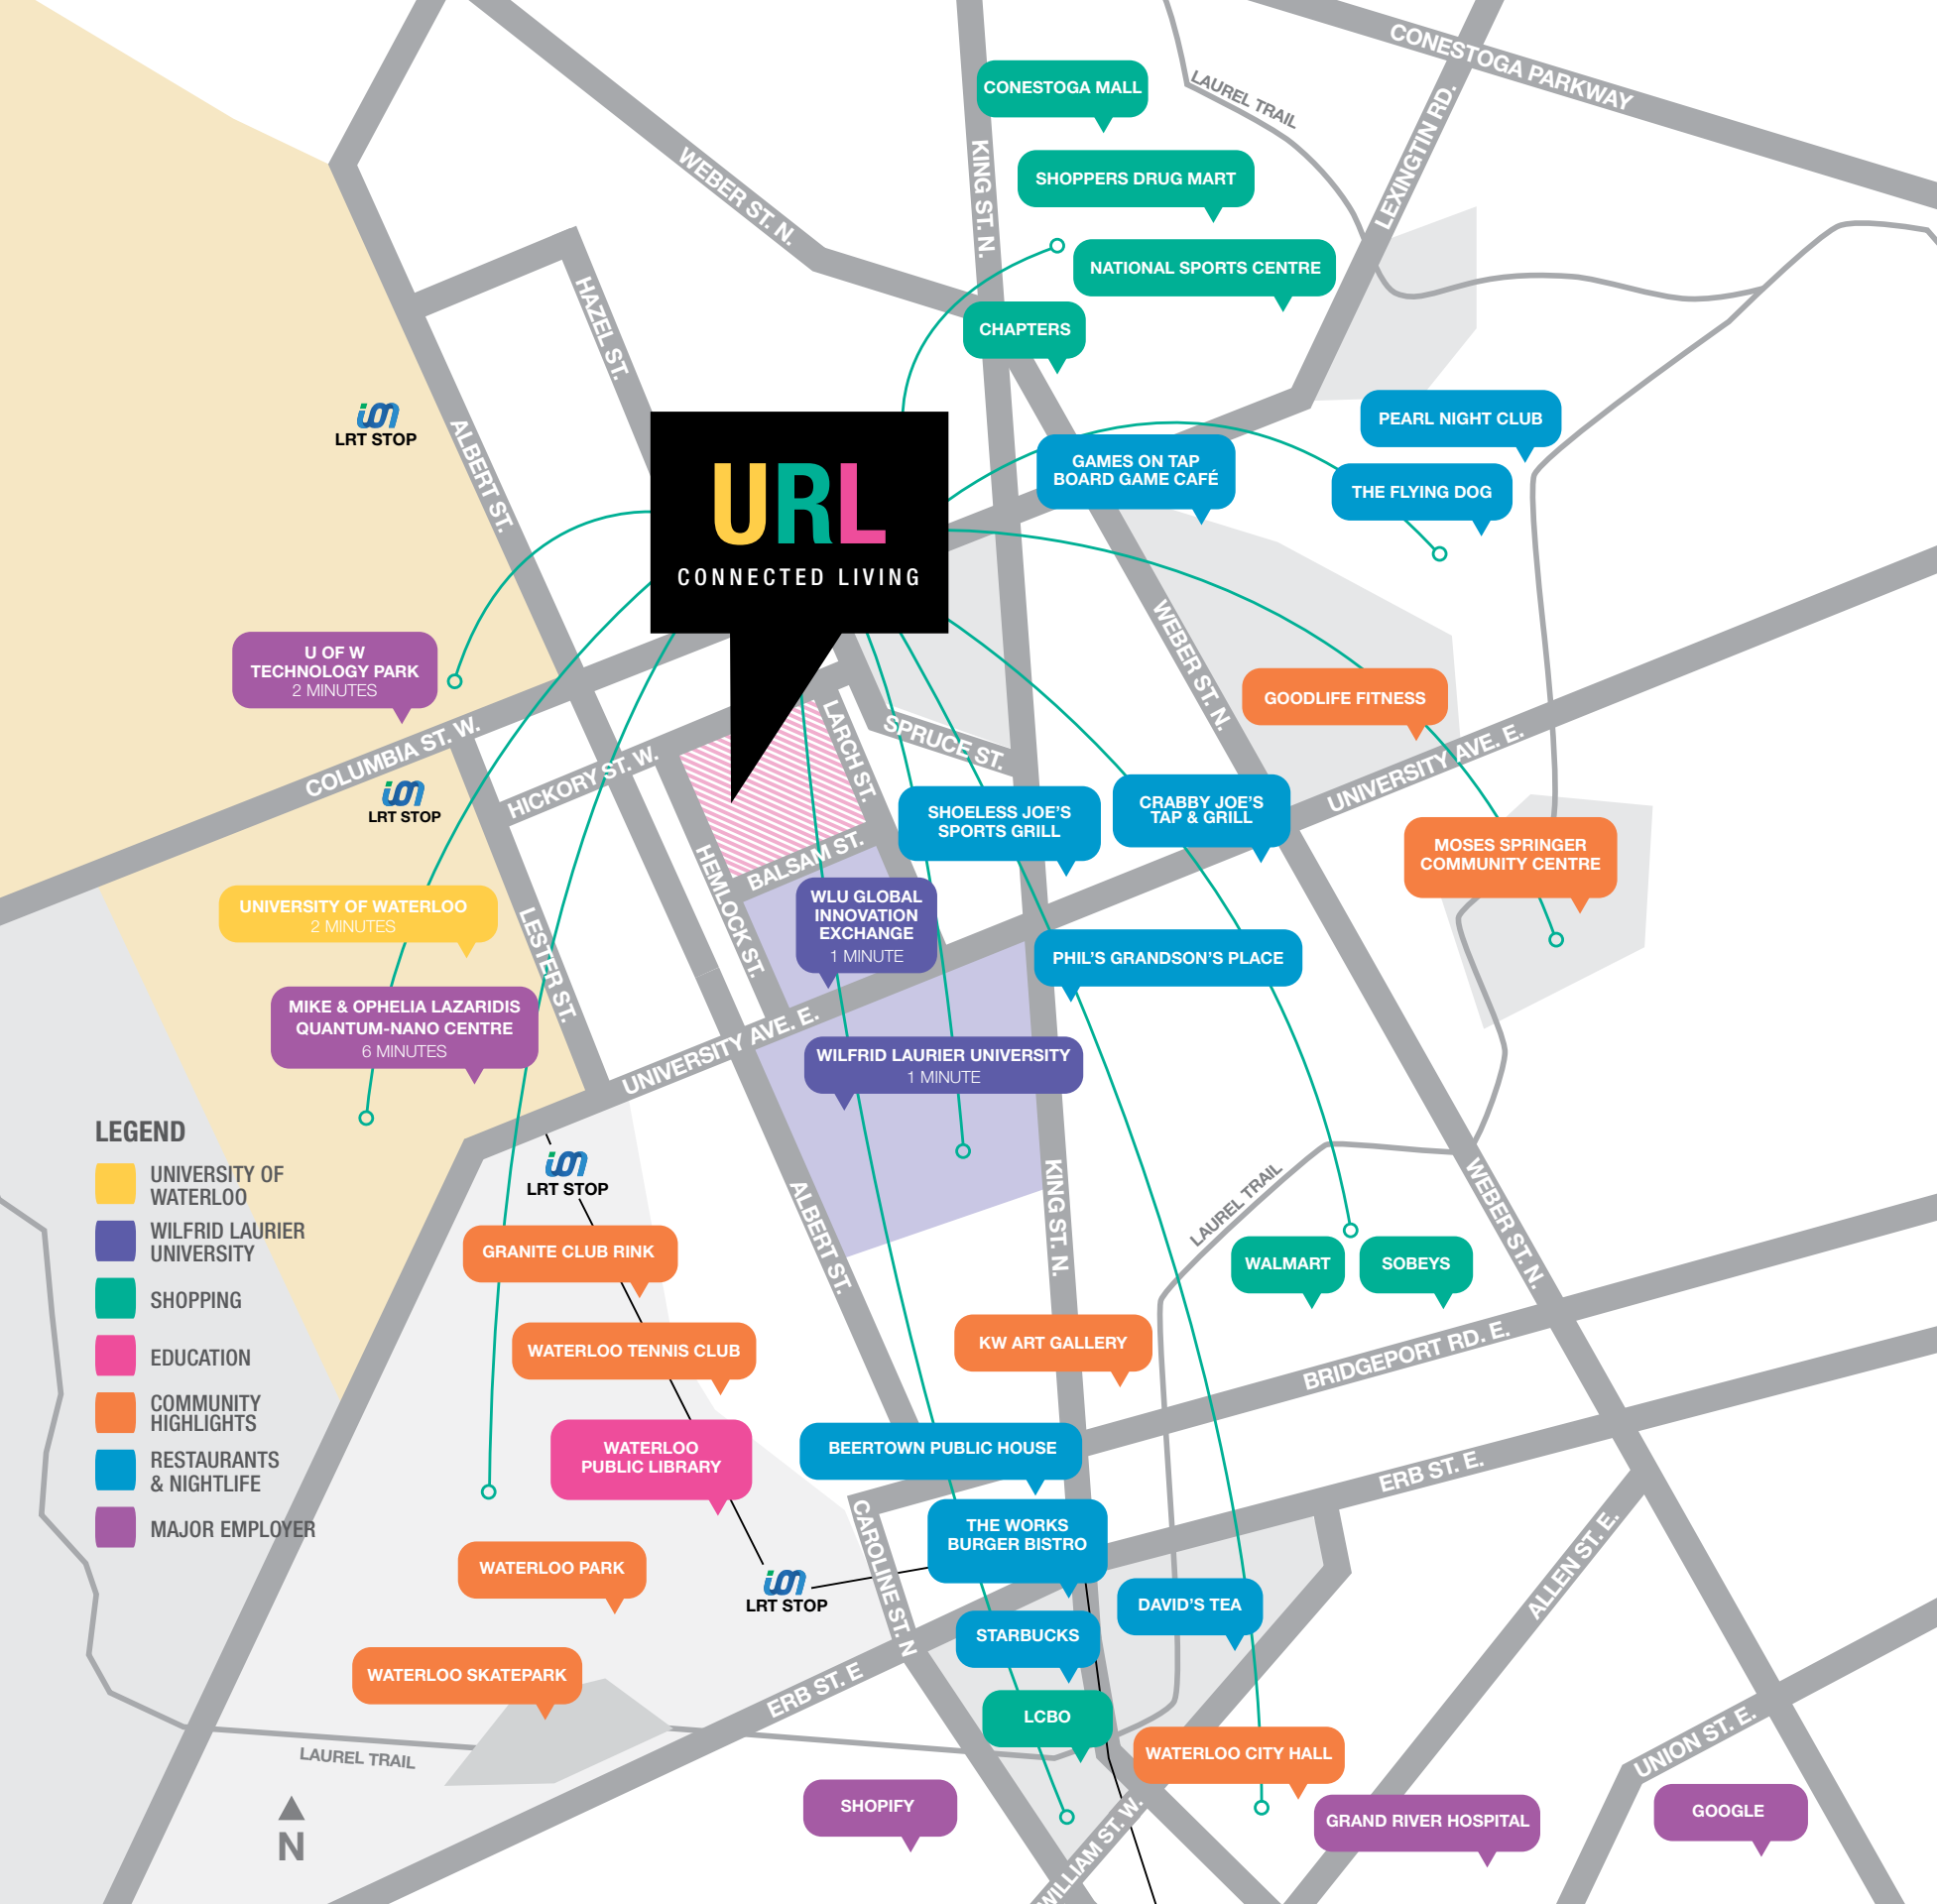 CONESTOGA PARKWAY
CONESTOGA MALL
LAUREL TRAIL
LEXINGTIN RD.
KING ST. N.
WEBER ST. N.
SHOPPERS DRUG MART
NATIONAL SPORTS CENTRE
CHAPTERS
HAZEL ST.
LRT STOP
ALBERT ST.
PEARL NIGHT CLUB
GAMES ON TAP
BOARD GAME CAFÉ
THE FLYING DOG
URL
CONNECTED LIVING
U OF W
TECHNOLOGY PARK
2 MINUTES
WEBER ST. N.
GOODLIFE FITNESS
COLUMBIA ST. W.
HICKORY ST. W.
LARCH ST.
SPRUCE ST.
UNIVERSITY AVE. E.
LRT STOP
SHOELESS JOE'S
SPORTS GRILL
CRABBY JOE'S
TAP & GRILL
MOSES SPRINGER
COMMUNITY CENTRE
BALSAM ST.
HEMLOCK ST.
UNIVERSITY OF WATERLOO
2 MINUTES
WLU GLOBAL
INNOVATION
EXCHANGE
1 MINUTE
LESTER ST.
PHIL'S GRANDSON'S PLACE
MIKE & OPHELIA LAZARIDIS
QUANTUM-NANO CENTRE
6 MINUTES
UNIVERSITY AVE. E.
WILFRID LAURIER UNIVERSITY
1 MINUTE
LEGEND
UNIVERSITY OF
WATERLOO
WILFRID LAURIER
UNIVERSITY
SHOPPING
EDUCATION
COMMUNITY
HIGHLIGHTS
RESTAURANTS
& NIGHTLIFE
MAJOR EMPLOYER
LRT STOP
ALBERT ST.
KING ST. N.
LAUREL TRAIL
WEBER ST. N.
GRANITE CLUB RINK
WALMART
SOBEYS
WATERLOO TENNIS CLUB
KW ART GALLERY
BRIDGEPORT RD. E.
WATERLOO
PUBLIC LIBRARY
BEERTOWN PUBLIC HOUSE
ERB ST. E.
CAROLINE ST. N
THE WORKS
BURGER BISTRO
ALLEN ST. E.
WATERLOO PARK
LRT STOP
DAVID'S TEA
STARBUCKS
WATERLOO SKATEPARK
ERB ST. E
LCBO
WATERLOO CITY HALL
UNION ST. E.
LAUREL TRAIL
SHOPIFY
WILLIAM ST. W.
GRAND RIVER HOSPITAL
GOOGLE
N